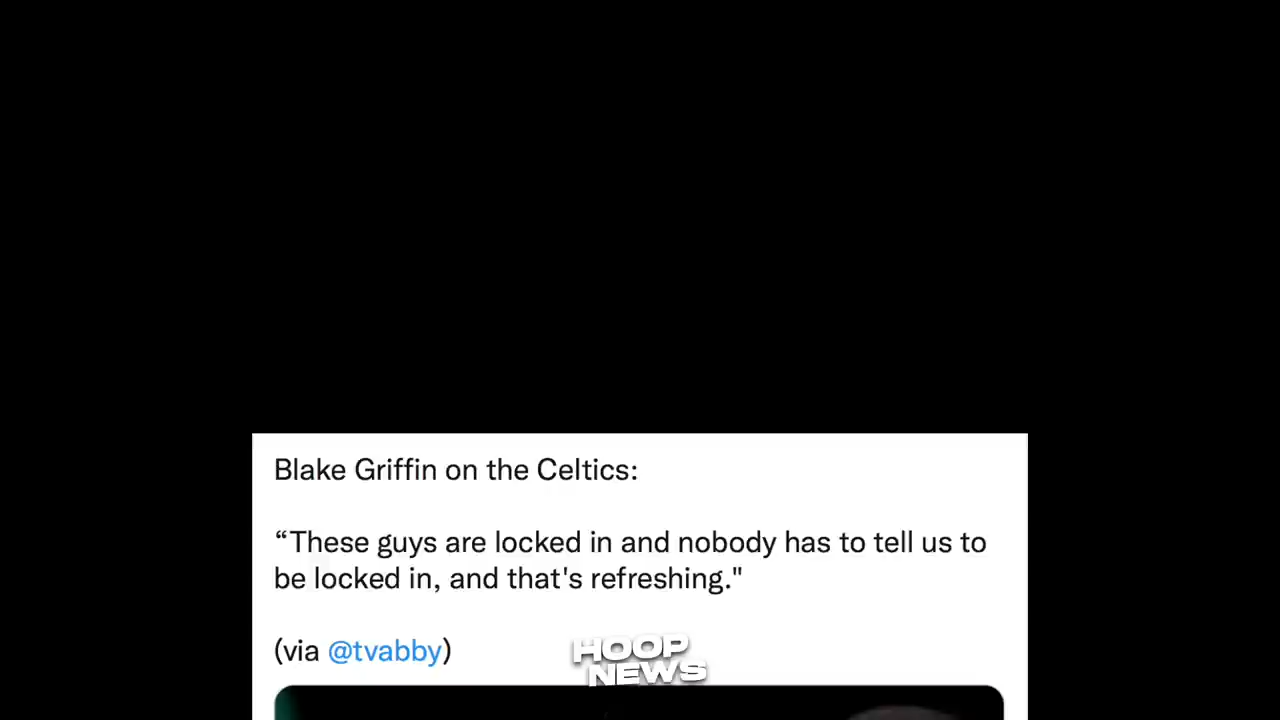 Blake Griffin on the Celtics:
“These guys are locked in and nobody has to tell us to
be locked in, and that's refreshing."
(via @tvabby)
HOOP
NEWS